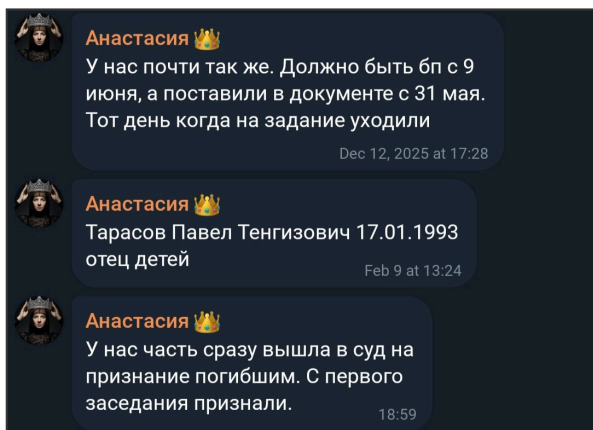 Анастасия 👑
У нас почти так же. Должно быть бп с 9
июня, а поставили в документе с 31 мая.
Тот день когда на задание уходили
Dec 12, 2025 at 17:28
Анастасия 👑
Тарасов Павел Тенгизович 17.01.1993
отец детей
Feb 9 at 13:24
Анастасия 👑
У нас часть сразу вышла в суд на
признание погибшим. С первого
заседания признали.
18:59